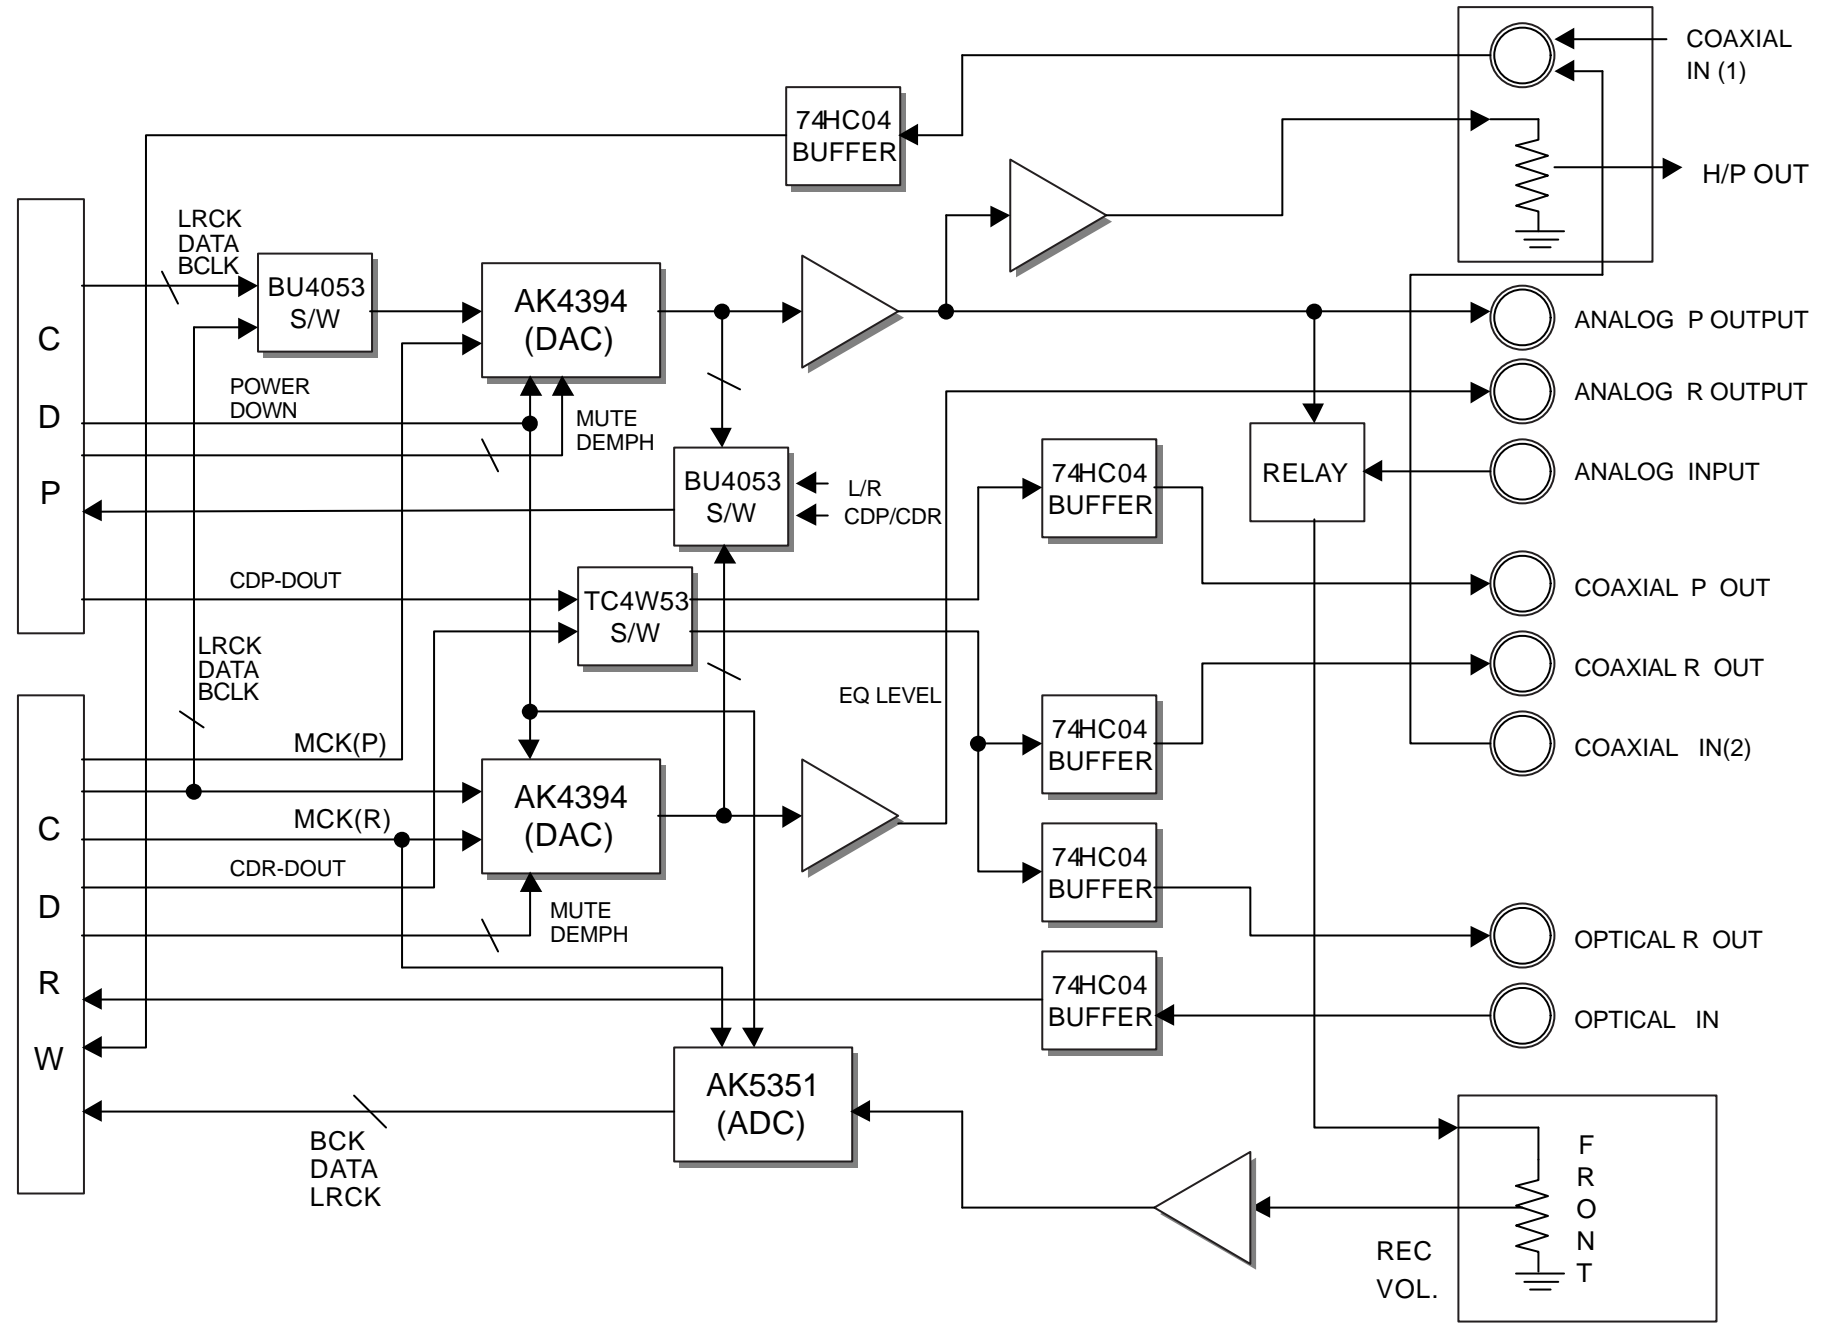 COAXIAL
IN (1)
74HC04
BUFFER
H/P OUT
LRCK
DATA
BCLK
BU4053
S/W
AK4394
(DAC)
ANALOG P OUTPUT
C
D
P
POWER
DOWN
MUTE
DEMPH
ANALOG R OUTPUT
BU4053
S/W
L/R
CDP/CDR
74HC04
BUFFER
RELAY
ANALOG INPUT
CDP-DOUT
TC4W53
S/W
COAXIAL P OUT
LRCK
DATA
BCLK
EQ LEVEL
COAXIAL R OUT
MCK(P)
74HC04
BUFFER
COAXIAL IN(2)
C
D
R
W
MCK(R)
AK4394
(DAC)
CDR-DOUT
74HC04
BUFFER
MUTE
DEMPH
OPTICAL R OUT
74HC04
BUFFER
OPTICAL IN
AK5351
(ADC)
BCK
DATA
LRCK
F
R
O
N
T
REC
VOL.